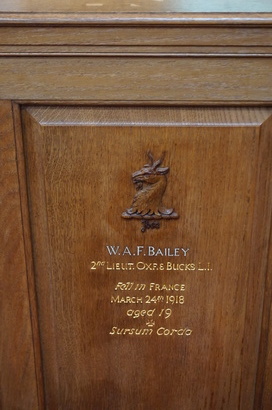 W.A.F. BAILEY
2nd LIEUT. OXF. & BUCKS L.I.
Fell in FRANCE
MARCH 24th 1918
aged 19
Sursum Corda